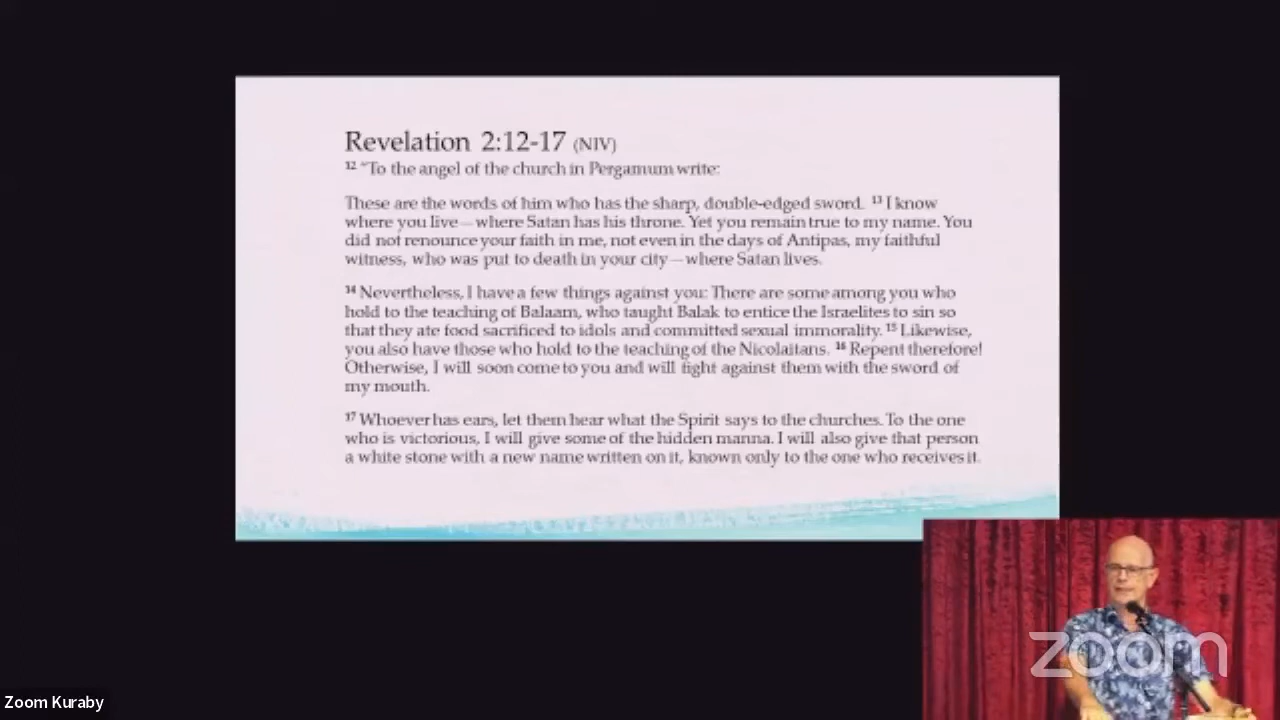 Revelation 2:12-17 (NIV)
12 "To the angel of the church in Pergamum write:
These are the words of him who has the sharp, double-edged sword. 13 I know
where you live—where Satan has his throne. Yet you remain true to my name. You
did not renounce your faith in me, not even in the days of Antipas, my faithful
witness, who was put to death in your city—where Satan lives.
14 Nevertheless, I have a few things against you: There are some among you who
hold to the teaching of Balaam, who taught Balak to entice the Israelites to sin so
that they ate food sacrificed to idols and committed sexual immorality. 15 Likewise,
you also have those who hold to the teaching of the Nicolaitans. 16 Repent therefore!
Otherwise, I will soon come to you and will fight against them with the sword of
my mouth.
17 Whoever has ears, let them hear what the Spirit says to the churches. To the one
who is victorious, I will give some of the hidden manna. I will also give that person
a white stone with a new name written on it, known only to the one who receives it.
zoom
Zoom Kuraby